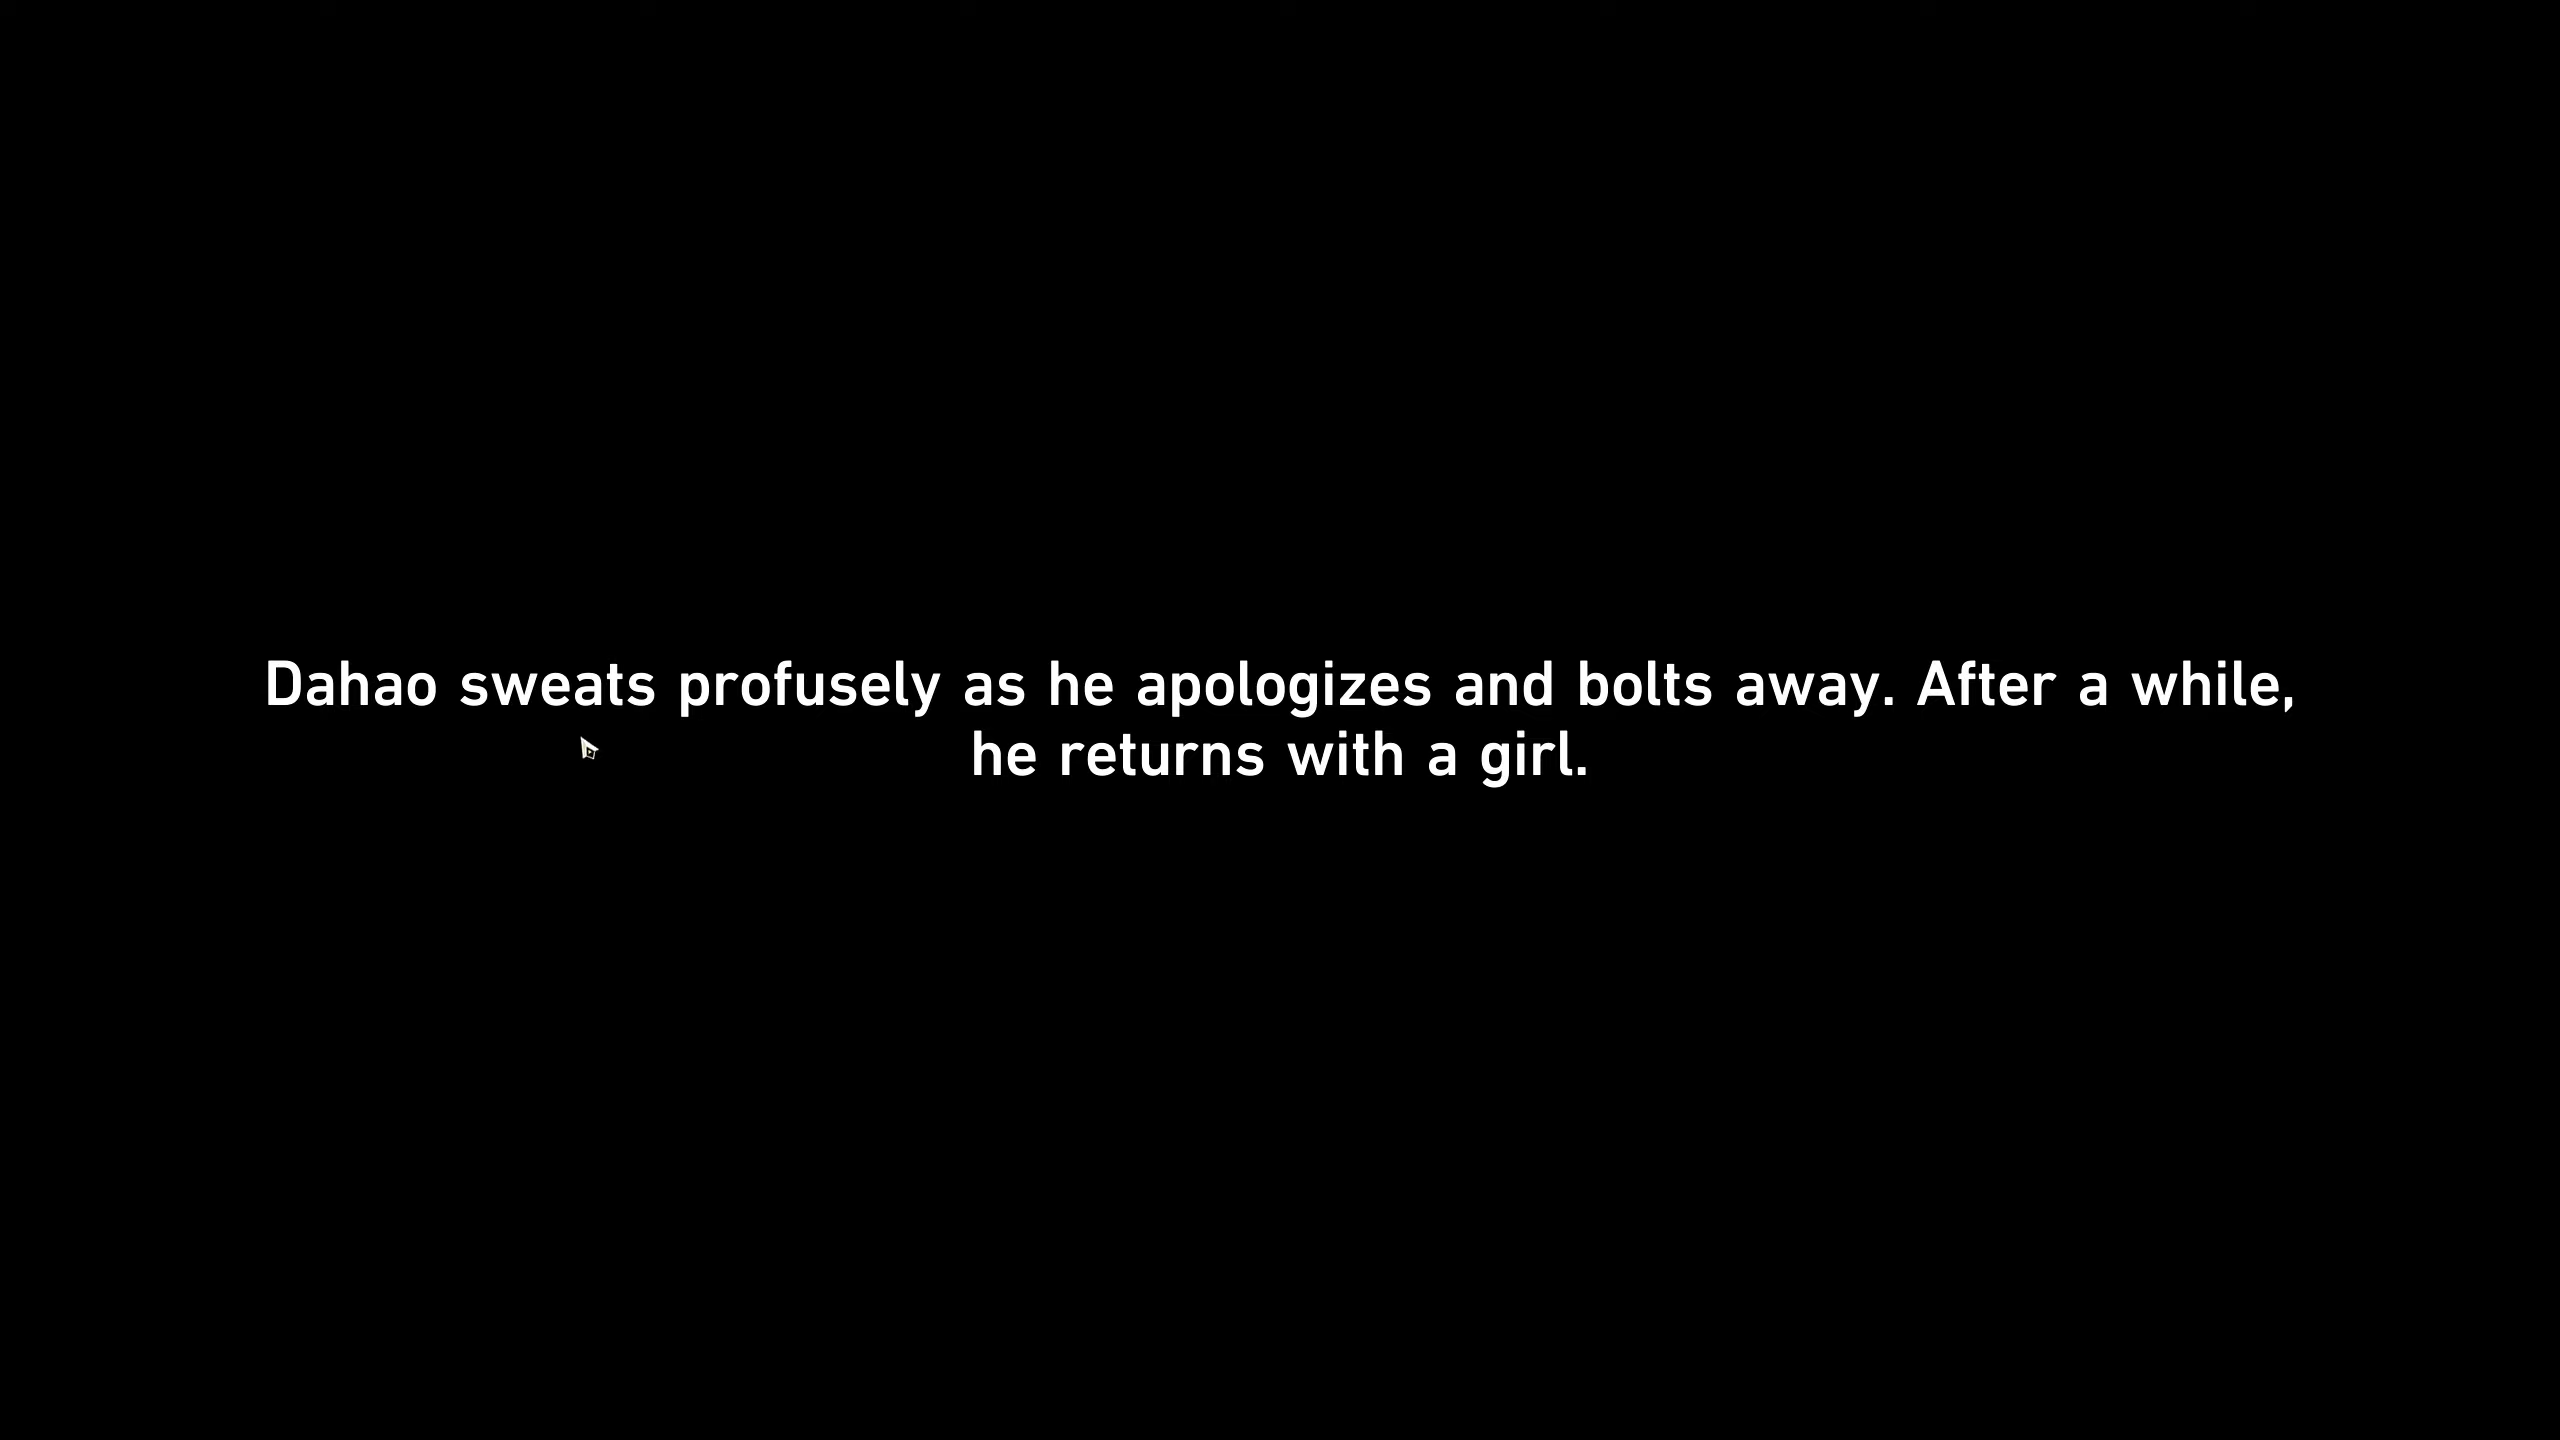 Dahao sweats profusely as he apologizes and bolts away. After a while,
he returns with a girl.